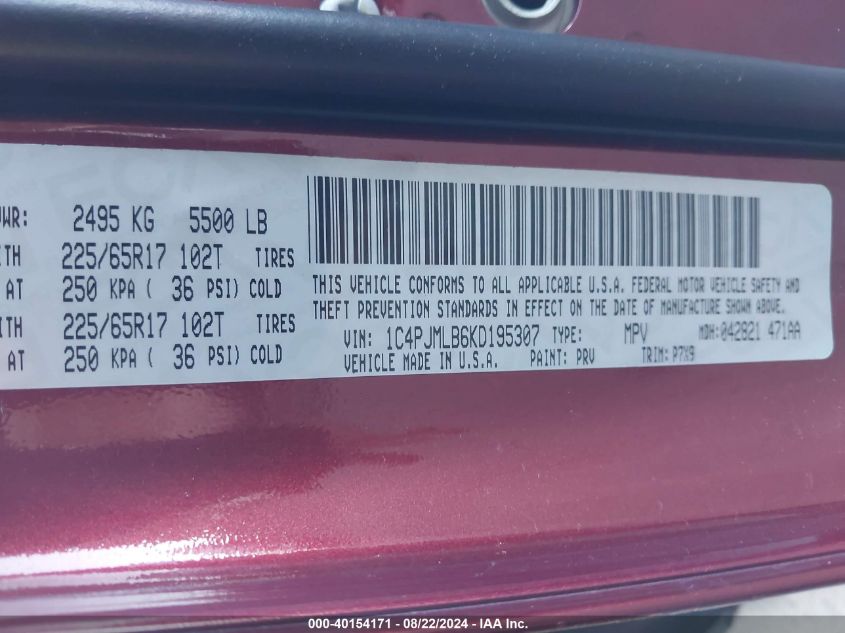 WR: 2495 KG 5500 LB
ITH 225/65R17 102T TIRES
AT 250 KPA ( 36 PSI) COLD
ITH 225/65R17 102T TIRES
AT 250 KPA ( 36 PSI) COLD
THIS VEHICLE CONFORMS TO ALL APPLICABLE U.S.A. FEDERAL MOTOR VEHICLE SAFETY AND
THEFT PREVENTION STANDARDS IN EFFECT ON THE DATE OF MANUFACTURE SHOWN ABOVE.
VIN: 1C4PJMLB6KD195307 TYPE: MPV MDH:042821 471AA
VEHICLE MADE IN U.S.A. PAINT: PRV TRIM: P7X9
000-40154171 - 08/22/2024 - IAA Inc.